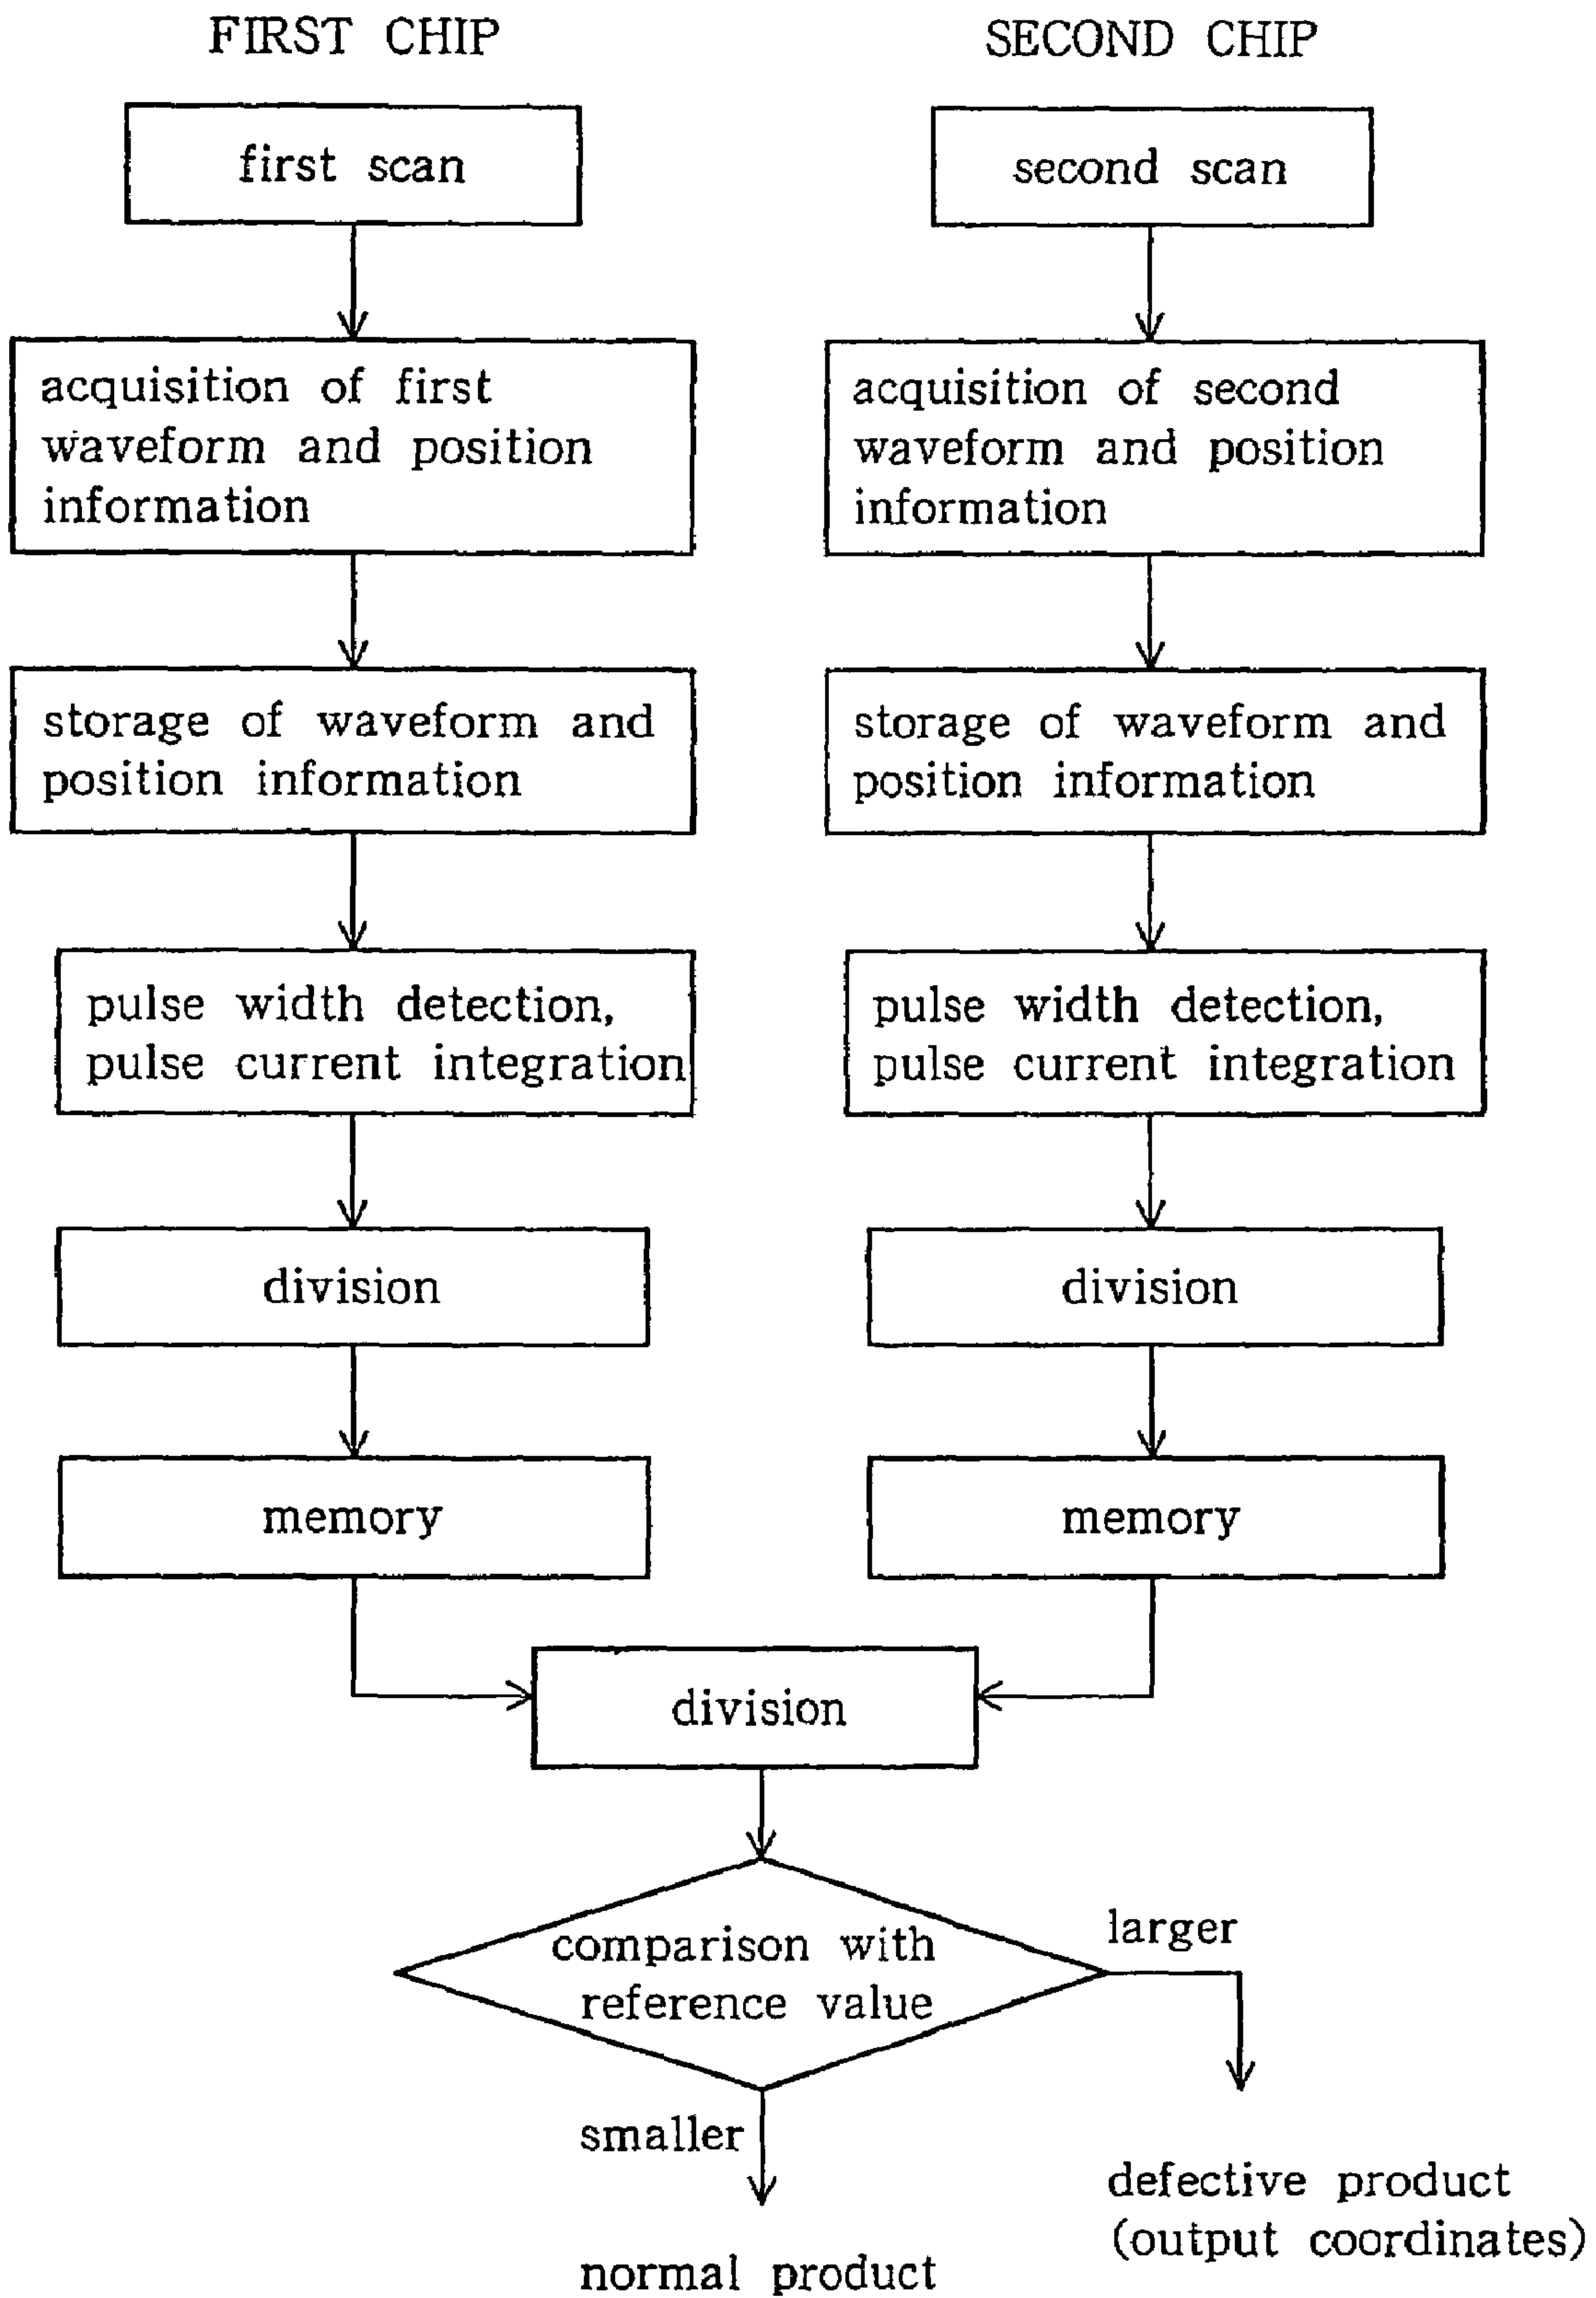 FIRST CHIP
SECOND CHIP
first scan
second scan
acquisition of first
waveform and position
information
acquisition of second
waveform and position
information
storage of waveform and
position information
storage of waveform and
position information
pulse width detection,
pulse current integration
pulse width detection,
pulse current integration
division
division
memory
memory
division
comparison with
reference value
larger
smaller
defective product
(output coordinates)
normal product